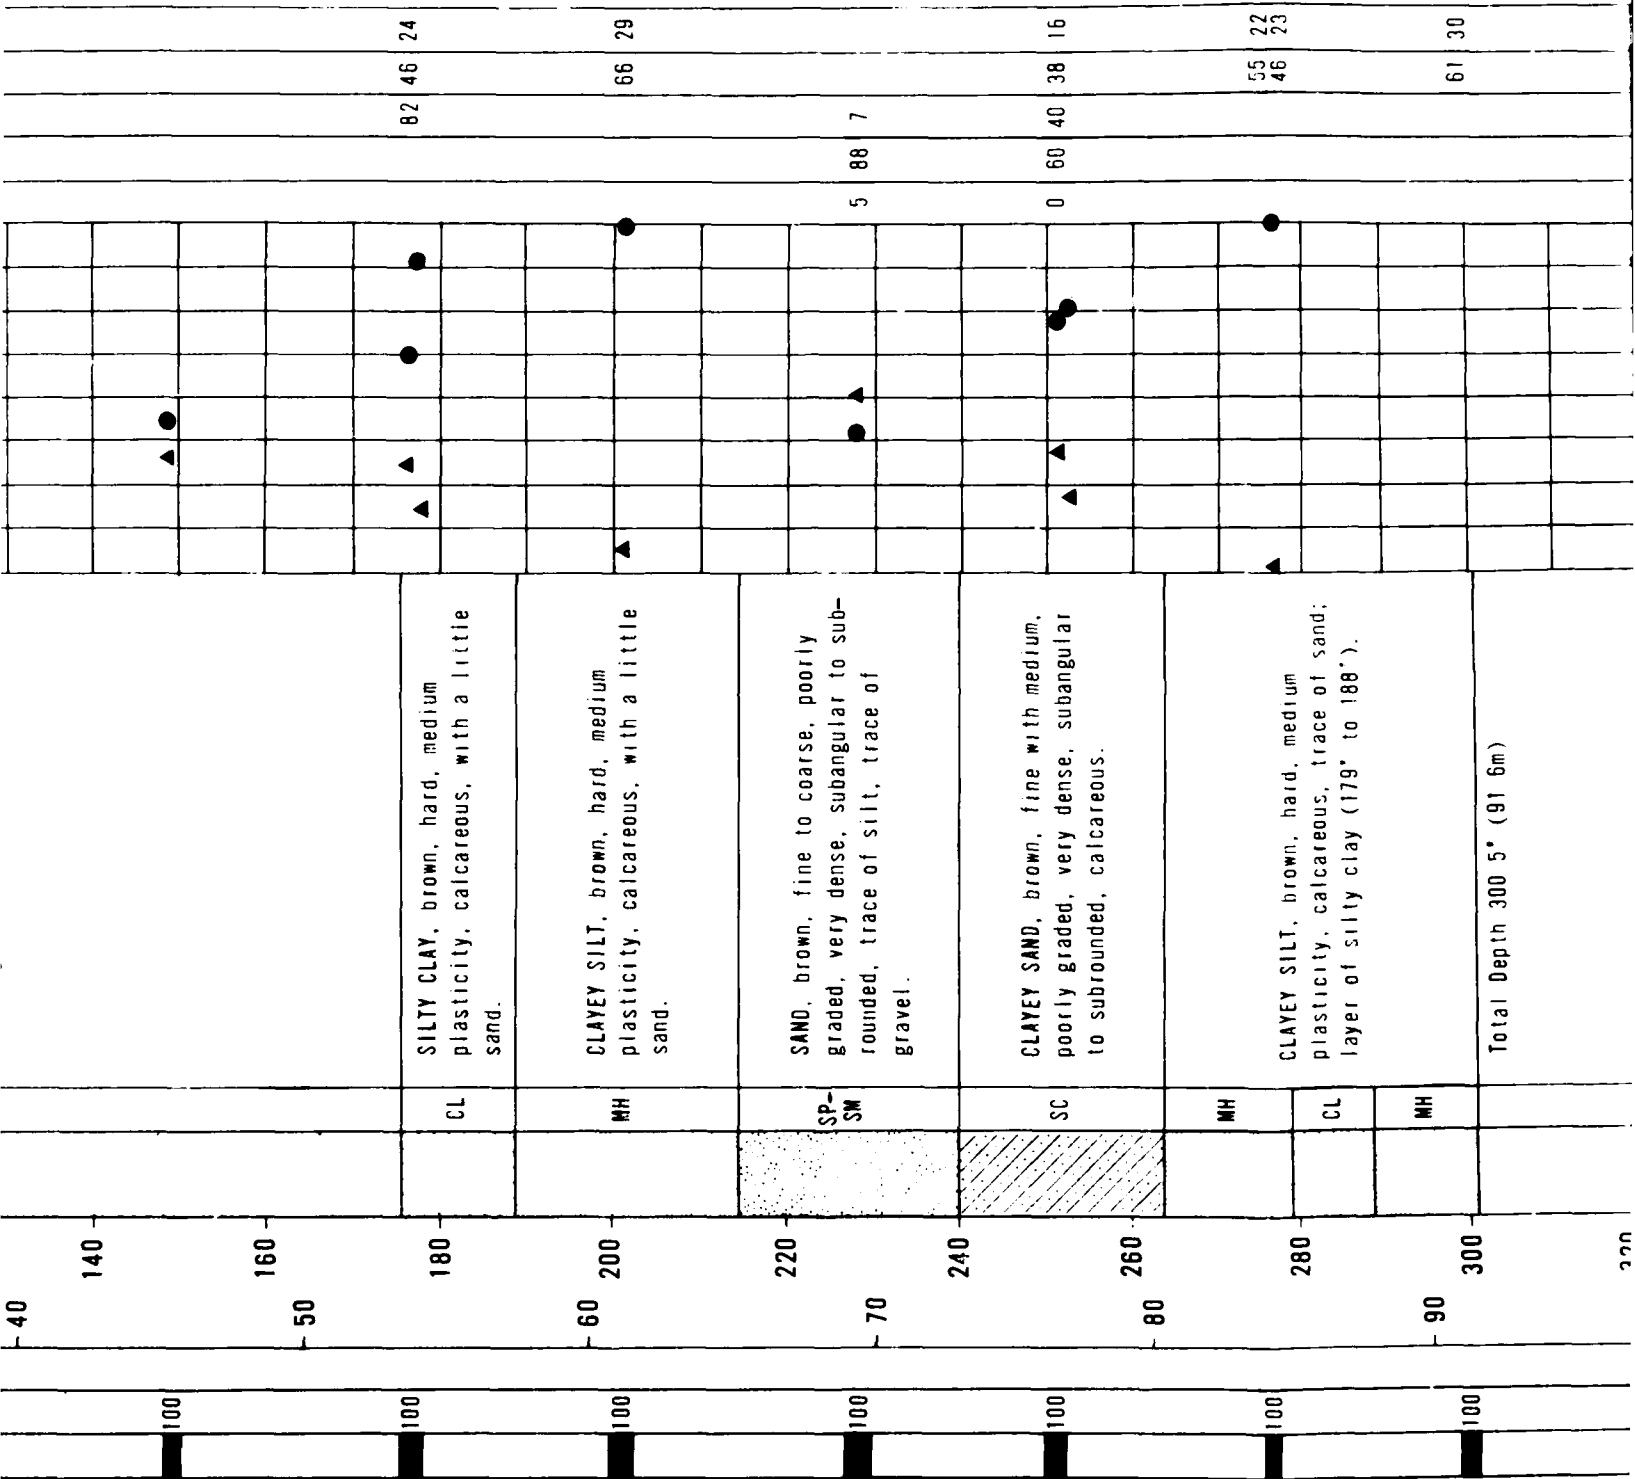 24 29 16 22 30
23
46 66 38 55 61
46
82 7 40
88 60
5 0
SILTY CLAY, brown, hard, medium
plasticity, calcareous, with a little
sand.
CLAYEY SILT, brown, hard, medium
plasticity, calcareous, with a little
sand.
SAND, brown, fine to coarse, poorly
graded, very dense, subangular to sub-
rounded, trace of silt, trace of
gravel.
CLAYEY SAND, brown, fine with medium,
poorly graded, very dense, subangular
to subrounded, calcareous.
CLAYEY SILT, brown, hard, medium
plasticity, calcareous, trace of sand;
layer of silty clay (179' to 188').
Total Depth 300 5' (91 6m)
CL
MH
SP-
SM
SC
MH
CL
MH
140 160 180 200 220 240 260 280 300
40 50 60 70 80 90
100 100 100 100 100 100 100